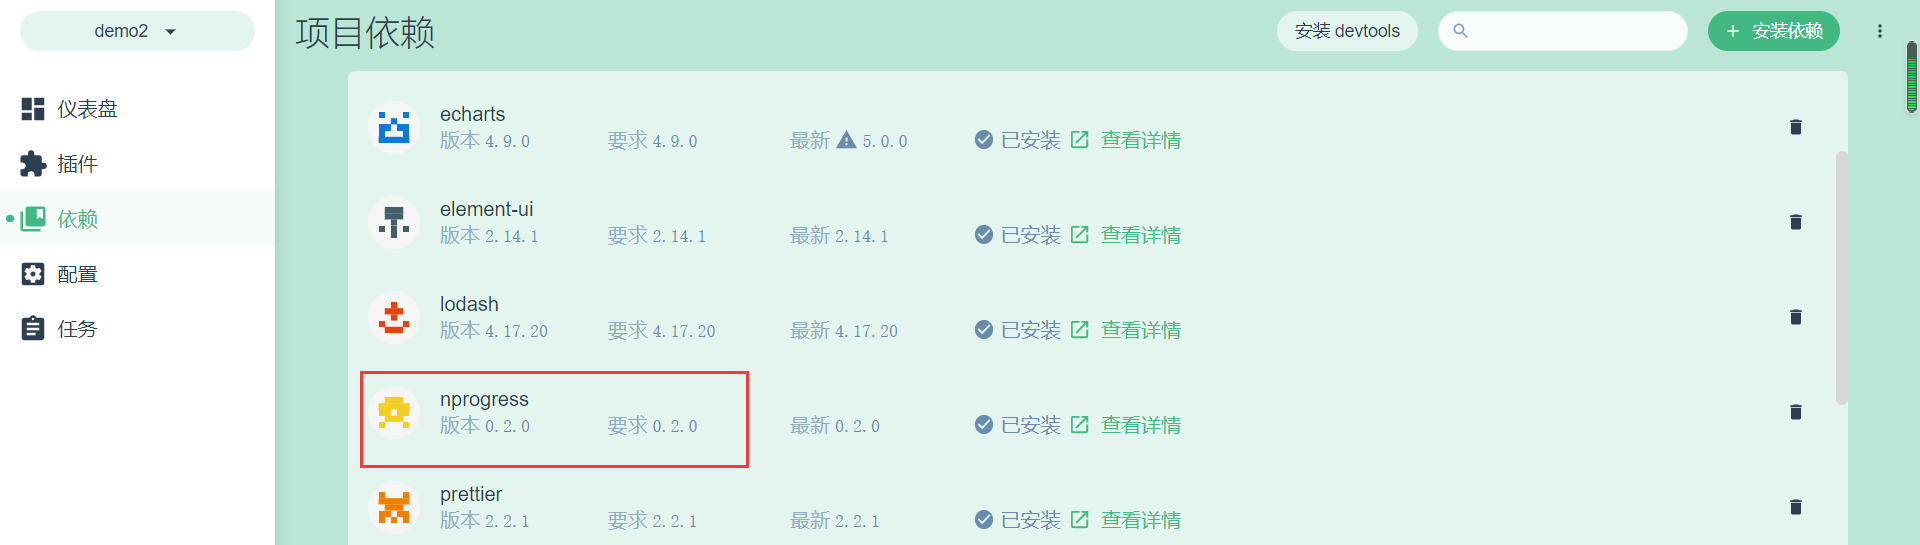 demo2
项目依赖
安装 devtools
安装依赖
仪表盘
插件
依赖
配置
任务
echarts
版本 4.9.0 要求 4.9.0 最新 5.0.0 已安装 查看详情
element-ui
版本 2.14.1 要求 2.14.1 最新 2.14.1 已安装 查看详情
lodash
版本 4.17.20 要求 4.17.20 最新 4.17.20 已安装 查看详情
nprogress
版本 0.2.0 要求 0.2.0 最新 0.2.0 已安装 查看详情
prettier
版本 2.2.1 要求 2.2.1 最新 2.2.1 已安装 查看详情